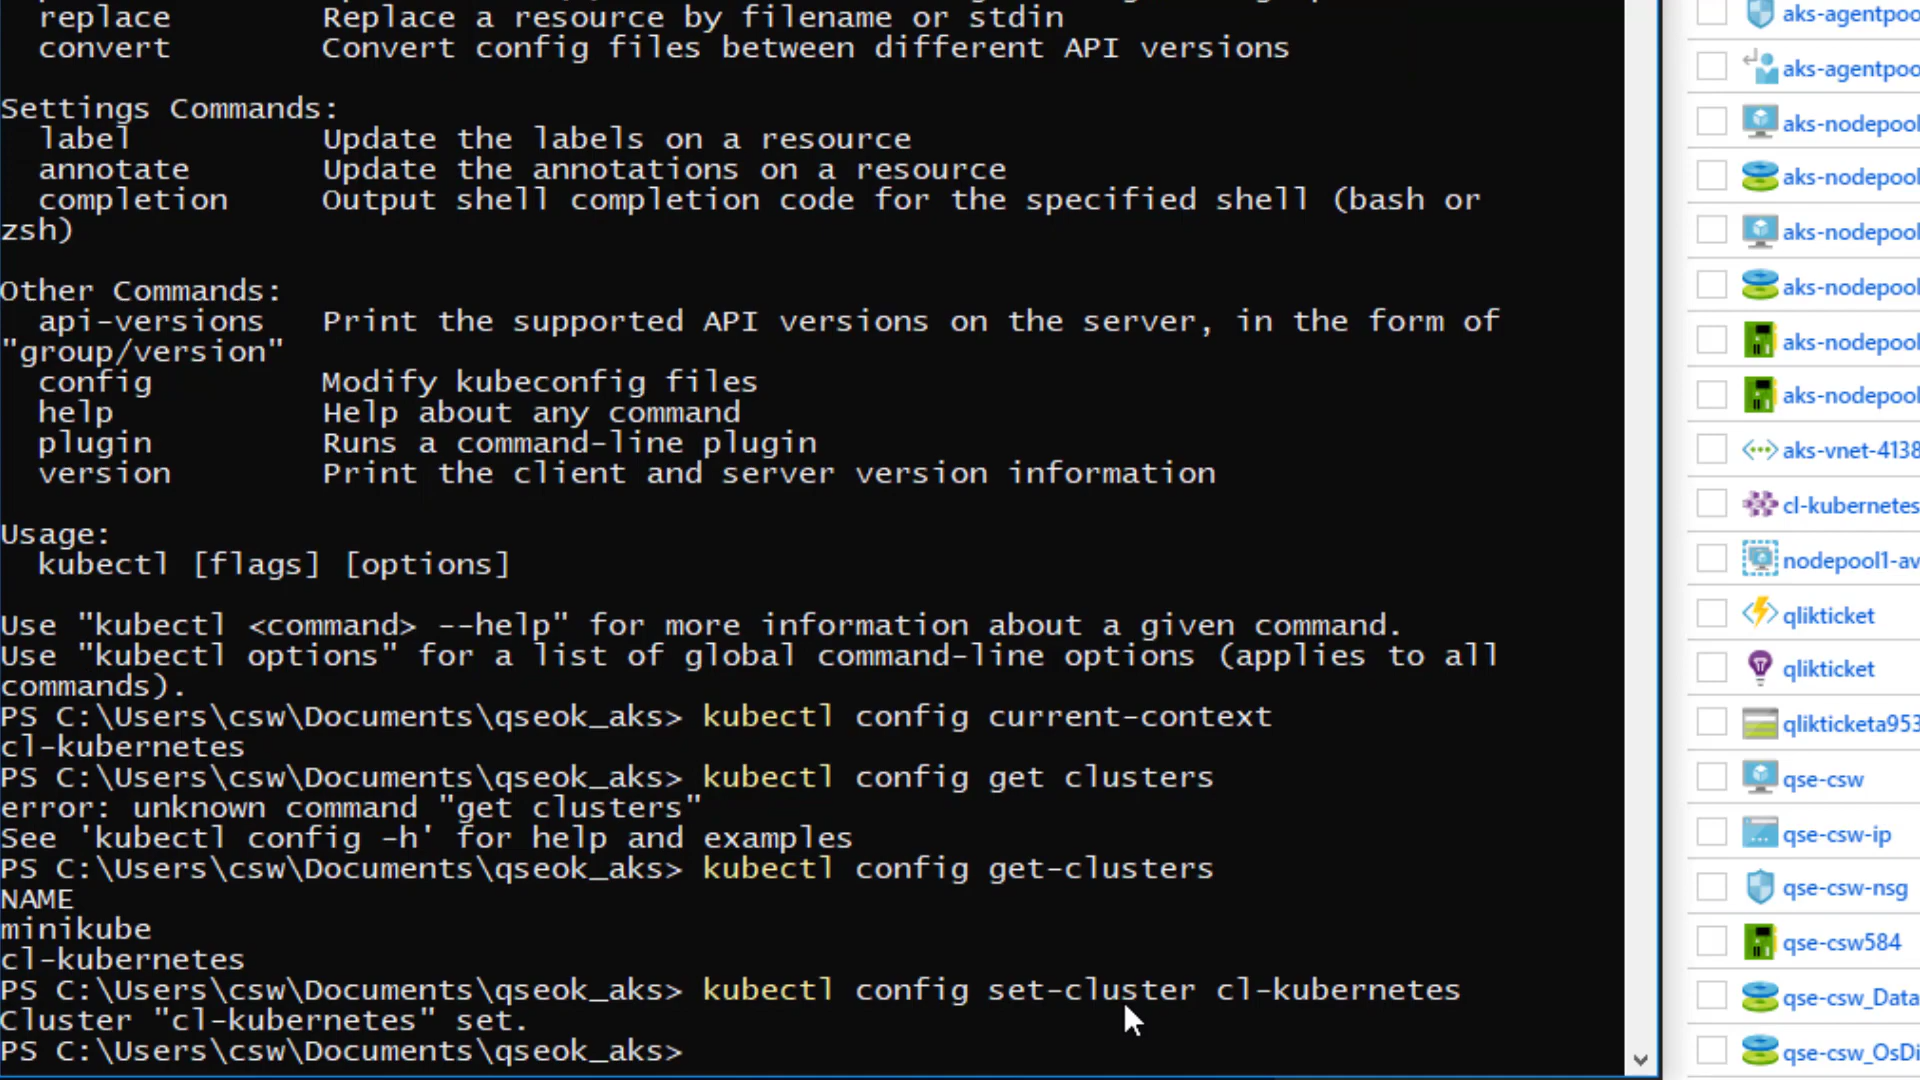 replace Replace a resource by filename or stdin
convert Convert config files between different API versions
Settings Commands:
label Update the labels on a resource
annotate Update the annotations on a resource
completion Output shell completion code for the specified shell (bash or
zsh)
Other Commands:
api-versions Print the supported API versions on the server, in the form of
"group/version"
config Modify kubeconfig files
help Help about any command
plugin Runs a command-line plugin
version Print the client and server version information
Usage:
kubectl [flags] [options]
Use "kubectl <command> --help" for more information about a given command.
Use "kubectl options" for a list of global command-line options (applies to all
commands).
PS C:\Users\csw\Documents\qseok_aks> kubectl config current-context
cl-kubernetes
PS C:\Users\csw\Documents\qseok_aks> kubectl config get clusters
error: unknown command "get clusters"
See 'kubectl config -h' for help and examples
PS C:\Users\csw\Documents\qseok_aks> kubectl config get-clusters
NAME
minikube
cl-kubernetes
PS C:\Users\csw\Documents\qseok_aks> kubectl config set-cluster cl-kubernetes
Cluster "cl-kubernetes" set.
PS C:\Users\csw\Documents\qseok_aks>
aks-agentpoo
aks-agentpoo
aks-nodepool
aks-nodepool
aks-nodepool
aks-nodepool
aks-nodepool
aks-nodepool
aks-vnet-4138
cl-kubernetes
nodepool1-av
qlikticket
qlikticket
qlikticketa953
qse-csw
qse-csw-ip
qse-csw-nsg
qse-csw584
qse-csw_Data
qse-csw_OsDi